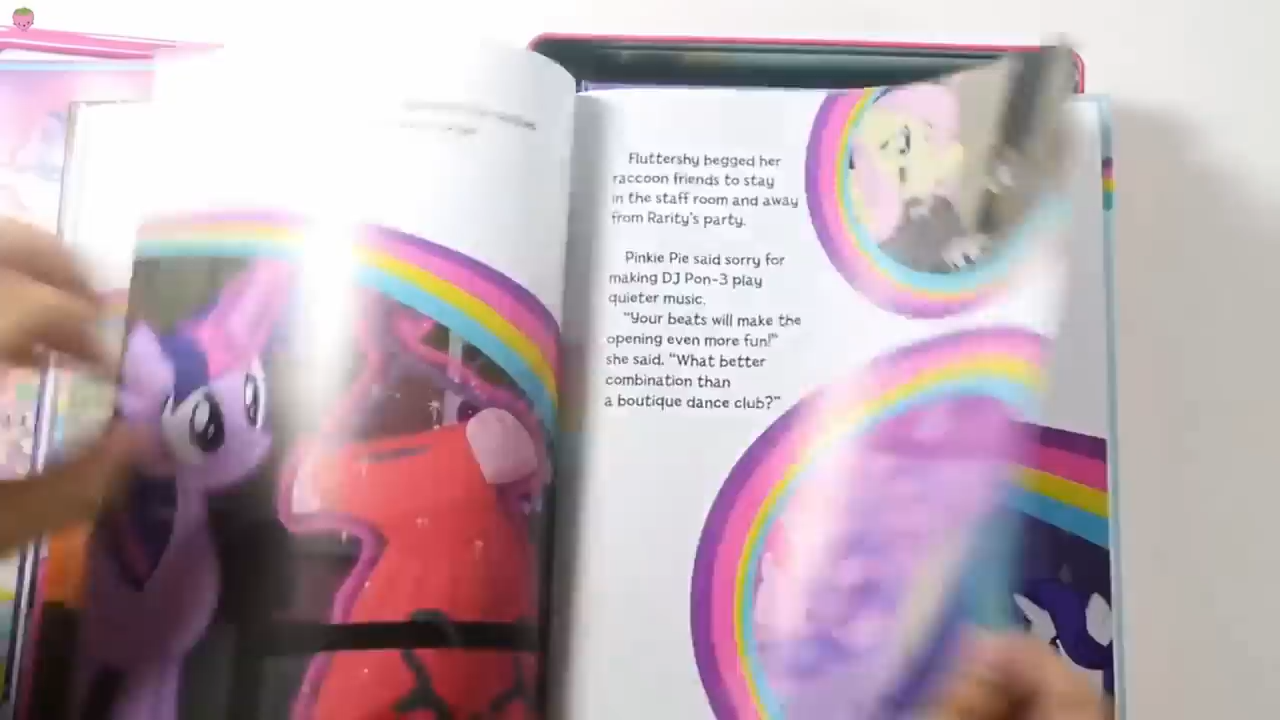 Fluttershy begged her
raccoon friends to stay
in the staff room and away
from Rarity's party.
Pinkie Pie said sorry for
making DJ Pon-3 play
quieter music.
"Your beats will make the
opening even more fun!"
she said. "What better
combination than
a boutique dance club?"